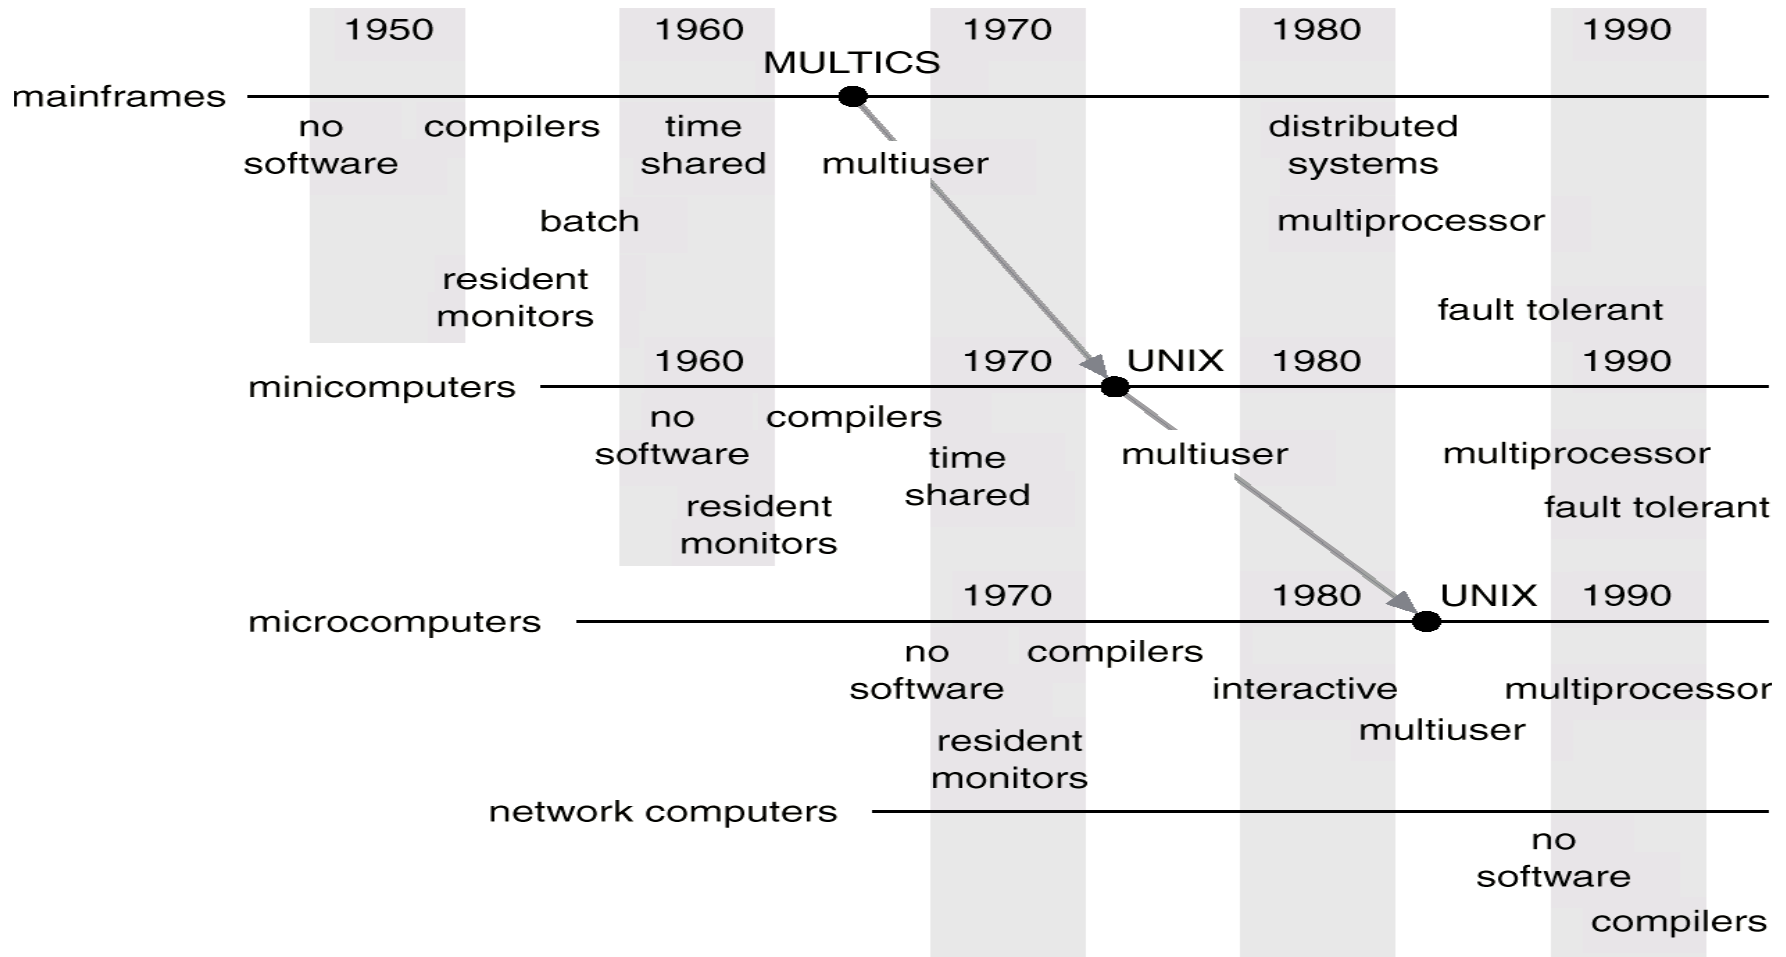 1950 1960 1970 1980 1990
MULTICS
mainframes
no compilers time distributed
software shared multiuser systems
batch multiprocessor
resident
monitors fault tolerant
1960 1970 UNIX 1980 1990
minicomputers
no compilers
software time multiuser multiprocessor
shared
resident fault tolerant
monitors
1970 1980 UNIX 1990
microcomputers
no compilers
software interactive multiprocessor
multiuser
resident
monitors
network computers
no
software
compilers